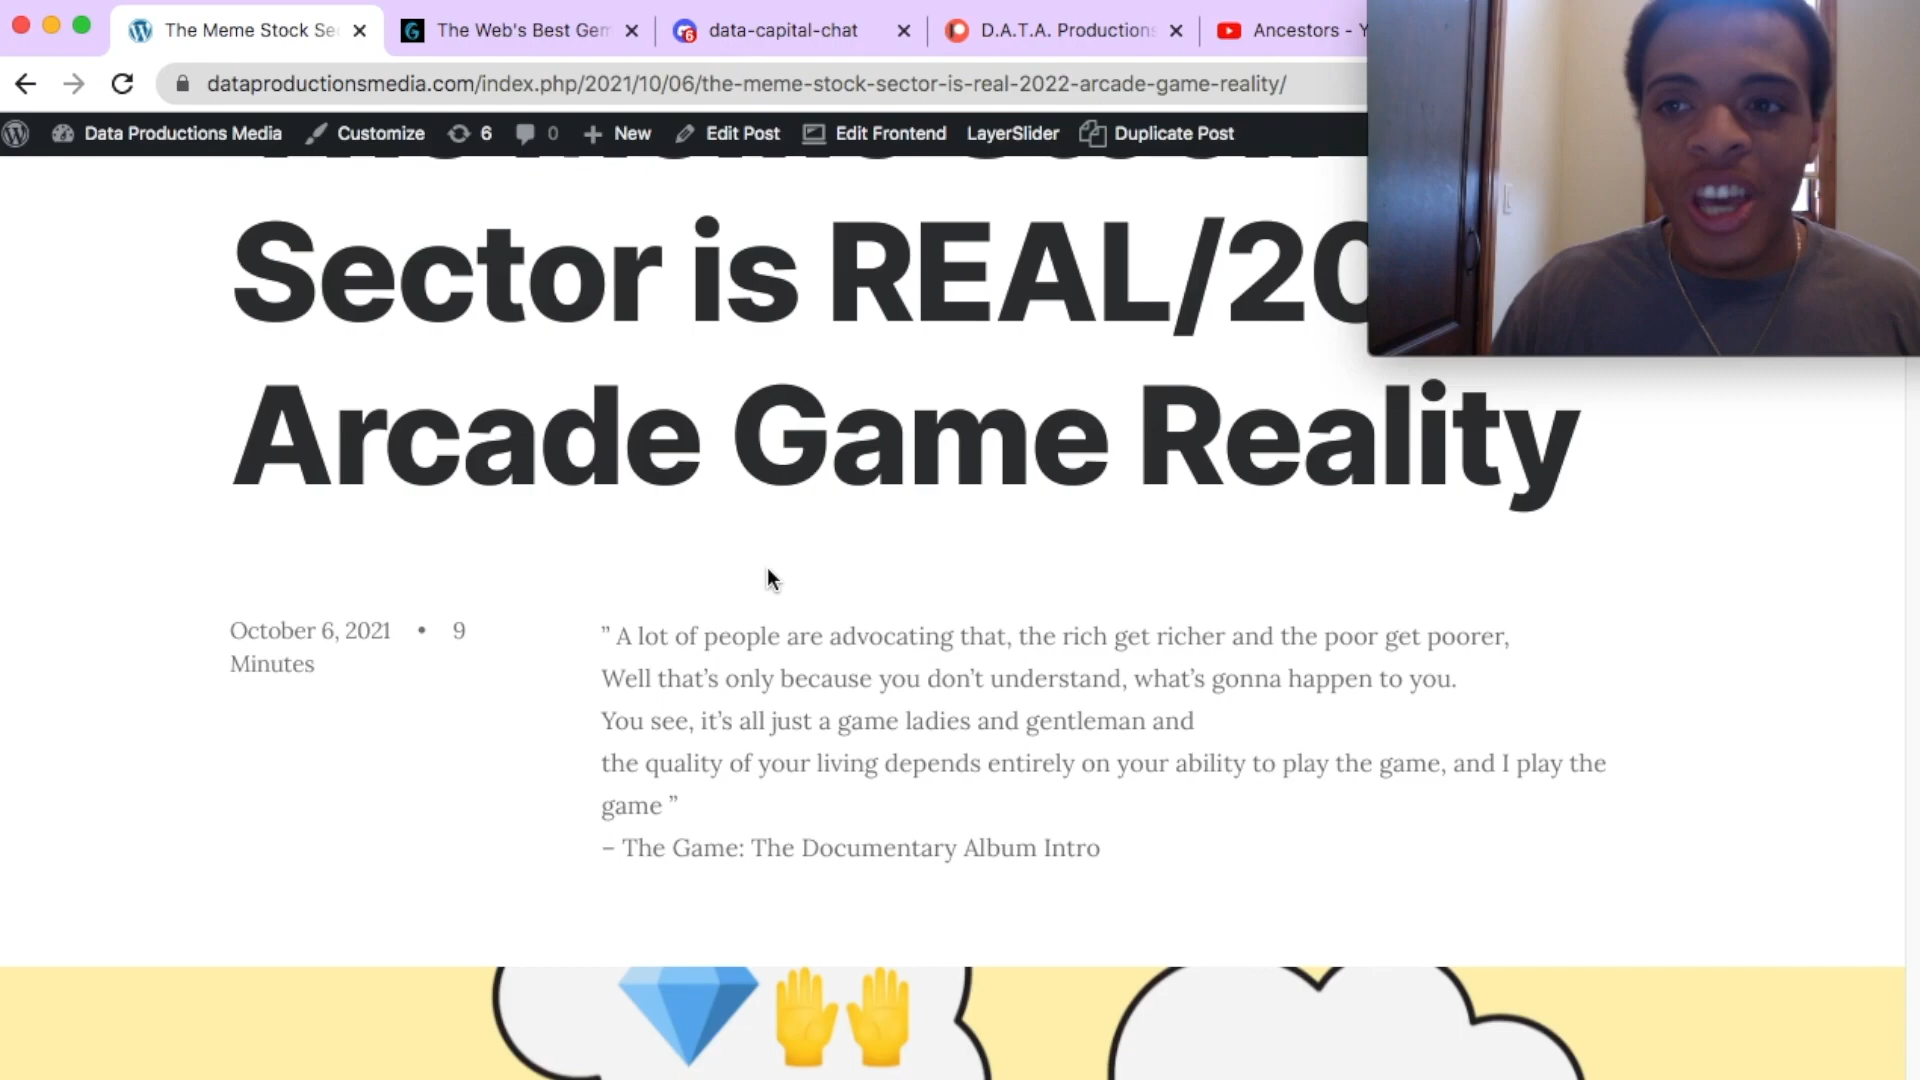 The Meme Stock Se
The Web's Best Gem
data-capital-chat
D.A.T.A. Productions
Ancestors - Y
dataproductionsmedia.com/index.php/2021/10/06/the-meme-stock-sector-is-real-2022-arcade-game-reality/
Data Productions Media
Customize
6
0
New
Edit Post
Edit Frontend
LayerSlider
Duplicate Post
Sector is REAL/20
Arcade Game Reality
October 6, 2021 • 9
Minutes
” A lot of people are advocating that, the rich get richer and the poor get poorer,
Well that’s only because you don’t understand, what’s gonna happen to you.
You see, it’s all just a game ladies and gentleman and
the quality of your living depends entirely on your ability to play the game, and I play the
game ”
– The Game: The Documentary Album Intro